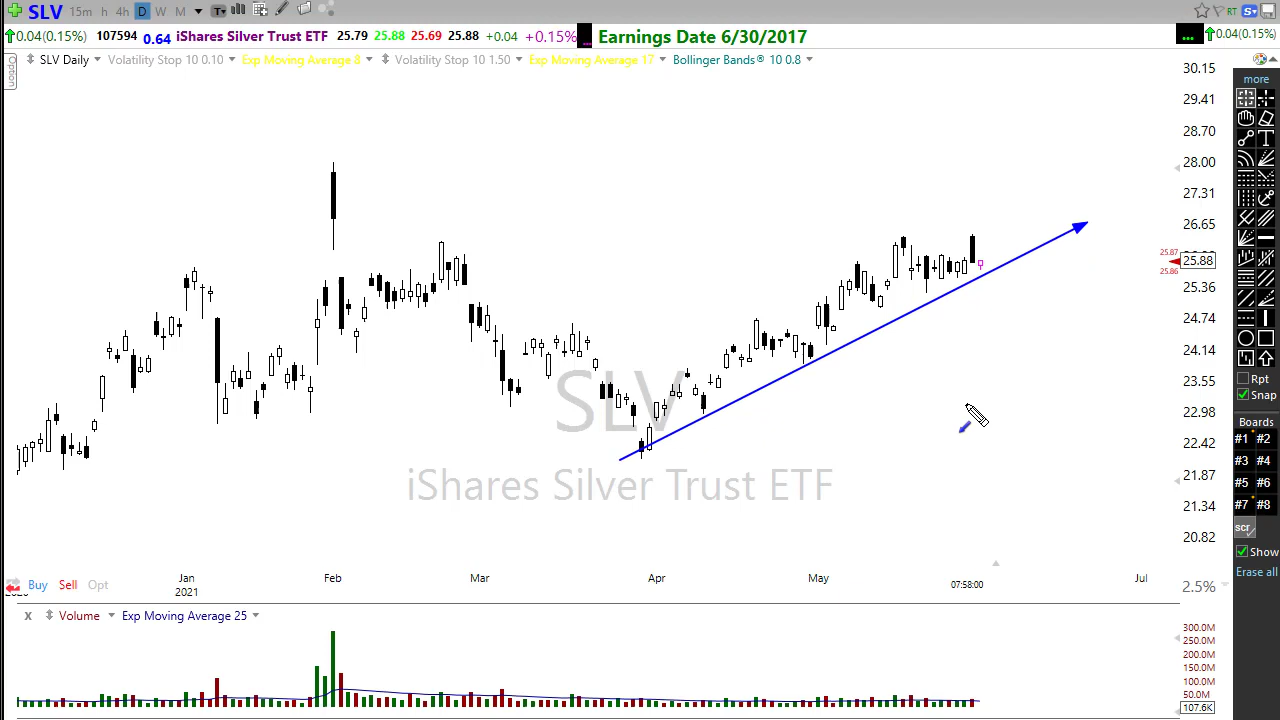 SLV 15m h 4h D W M T RT S
0.04(0.15%) 107594 0.64 iShares Silver Trust ETF 25.79 25.88 25.69 25.88 +0.04 +0.15% ... Earnings Date 6/30/2017 ... 0.04(0.15%)
Option
SLV Daily Volatility Stop 10 0.10 Exp Moving Average 8 Volatility Stop 10 1.50 Exp Moving Average 17 Bollinger Bands® 10 0.8
30.15
29.41
28.70
28.00
27.31
26.65
25.87
25.88
25.86
25.36
24.74
24.14
23.55
22.98
22.42
21.87
21.34
20.82
SLV
iShares Silver Trust ETF
more
Rpt
Snap
Boards
#1 #2
#3 #4
#5 #6
#7 #8
scr
Show
Erase all
Jan Feb Mar Apr May Jul
2021 07:58:00
Buy Sell Opt 2.5%
X Volume Exp Moving Average 25
300.0M
250.0M
200.0M
150.0M
100.0M
50.0M
107.6K